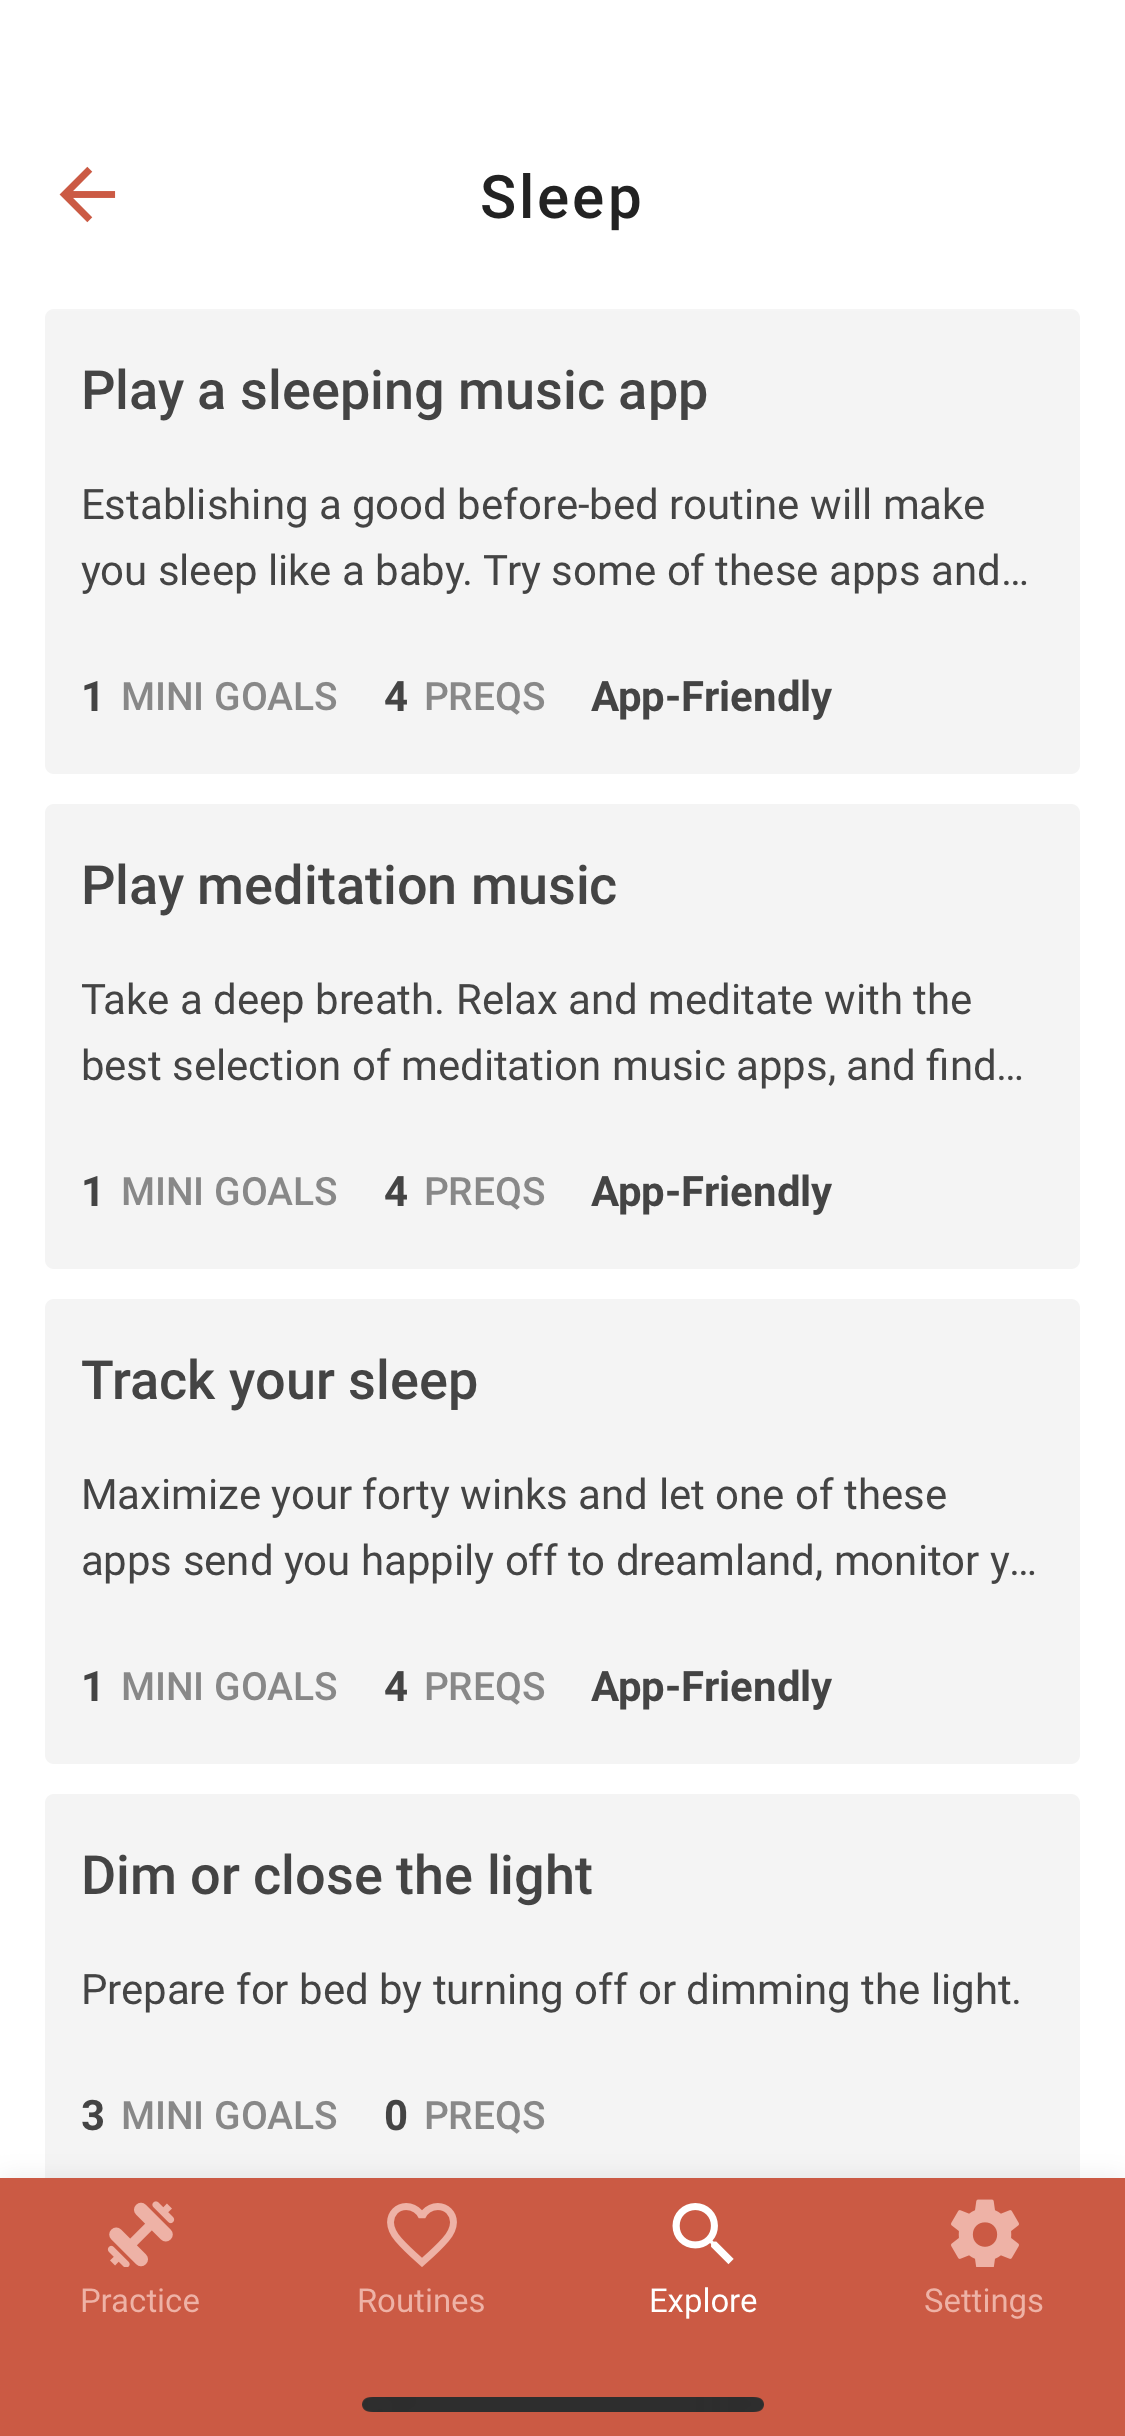 Sleep
Play a sleeping music app
Establishing a good before-bed routine will make
you sleep like a baby. Try some of these apps and...
1 MINI GOALS 4 PREQS App-Friendly
Play meditation music
Take a deep breath. Relax and meditate with the
best selection of meditation music apps, and find...
1 MINI GOALS 4 PREQS App-Friendly
Track your sleep
Maximize your forty winks and let one of these
apps send you happily off to dreamland, monitor y...
1 MINI GOALS 4 PREQS App-Friendly
Dim or close the light
Prepare for bed by turning off or dimming the light.
3 MINI GOALS 0 PREQS
Practice Routines Explore Settings